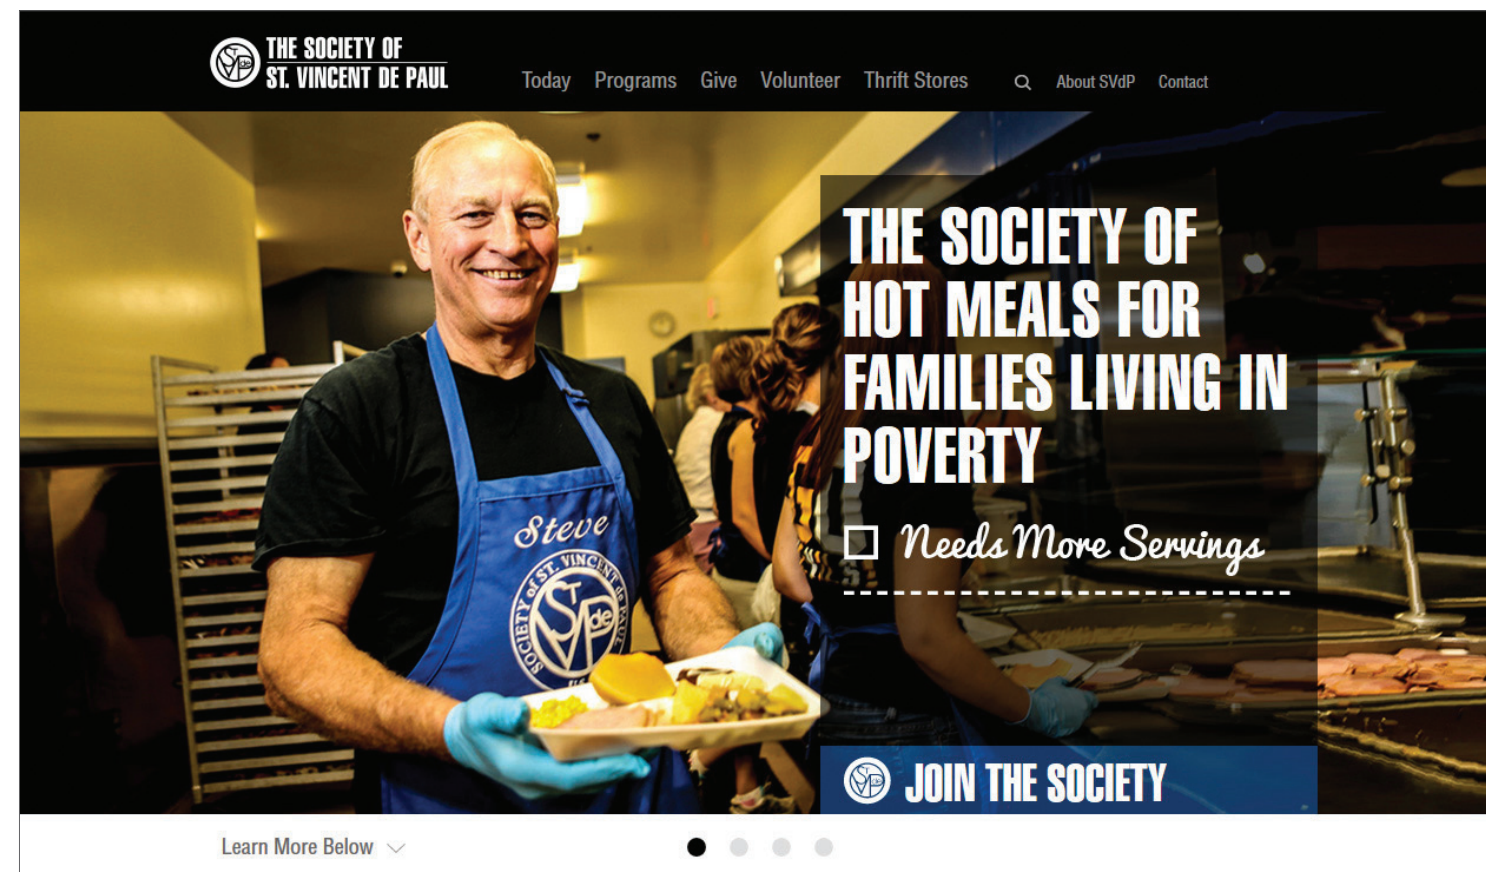 THE SOCIETY OF
ST. VINCENT DE PAUL
Today Programs Give Volunteer Thrift Stores About SVdP Contact
THE SOCIETY OF
HOT MEALS FOR
FAMILIES LIVING IN
POVERTY
Needs More Servings
Steve
SOCIETY of ST. VINCENT de PAUL
SVdeP
U.S.
JOIN THE SOCIETY
Learn More Below